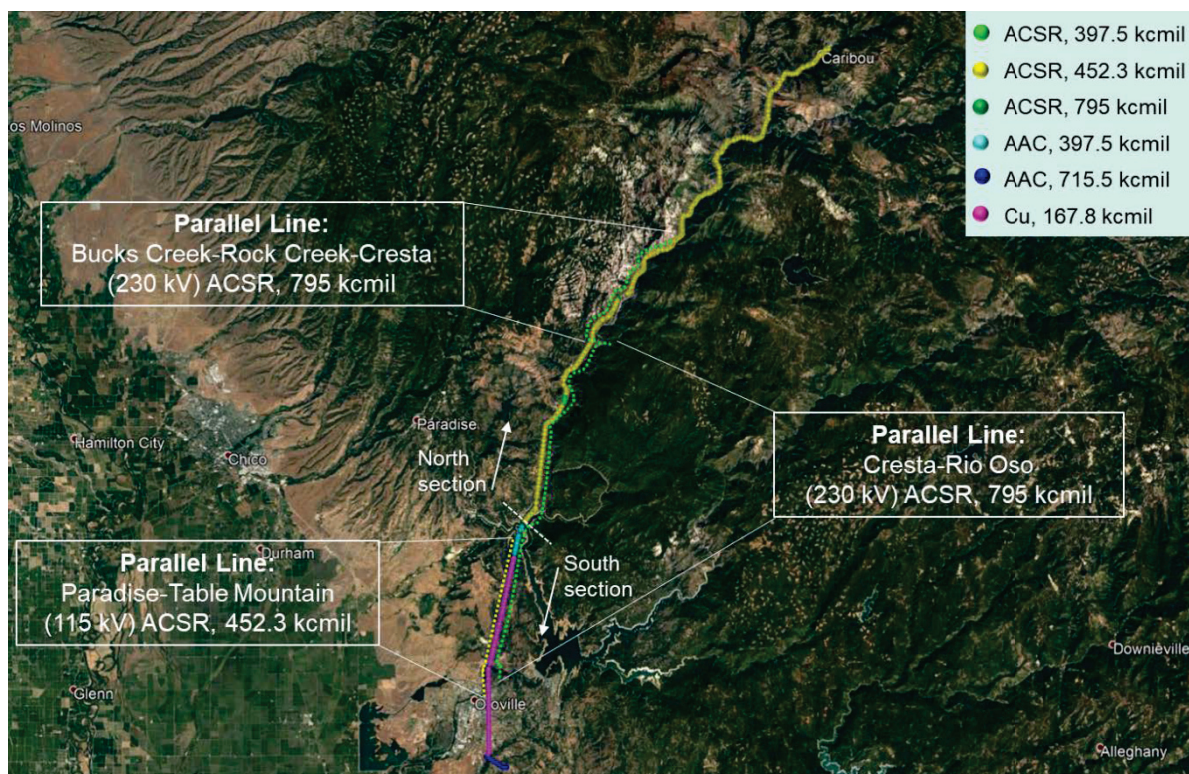 ACSR, 397.5 kcmil
ACSR, 452.3 kcmil
ACSR, 795 kcmil
AAC, 397.5 kcmil
AAC, 715.5 kcmil
Cu, 167.8 kcmil
Caribou
os Molinos
Parallel Line:
Bucks Creek-Rock Creek-Cresta
(230 kV) ACSR, 795 kcmil
Paradise
Hamilton City
Chico
North
section
Parallel Line:
Cresta-Rio Oso
(230 kV) ACSR, 795 kcmil
Durham
Parallel Line:
Paradise-Table Mountain
(115 kV) ACSR, 452.3 kcmil
South
section
Downieville
Glenn
Oroville
Alleghany